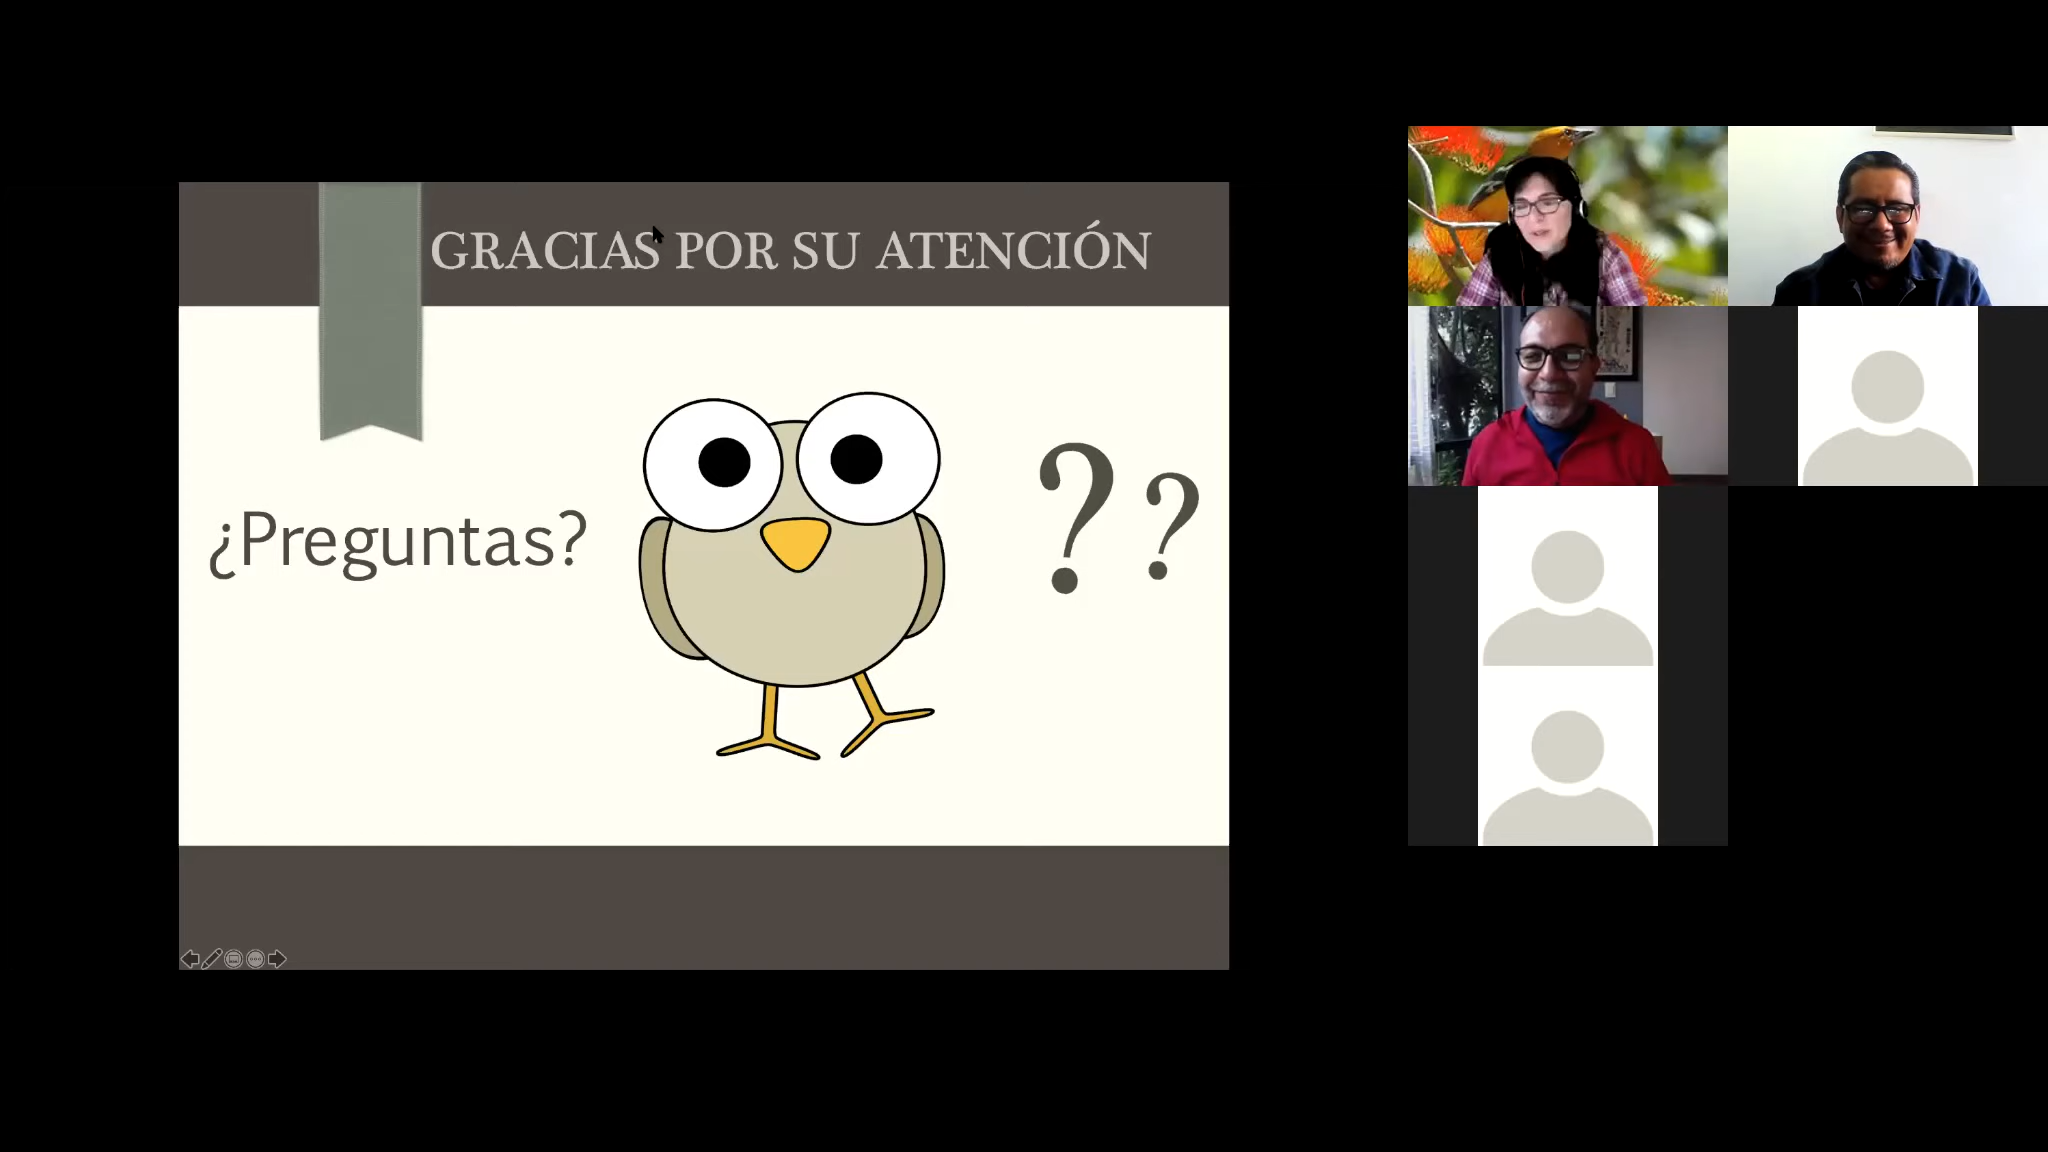 GRACIAS POR SU ATENCIÓN
¿Preguntas?
? ?